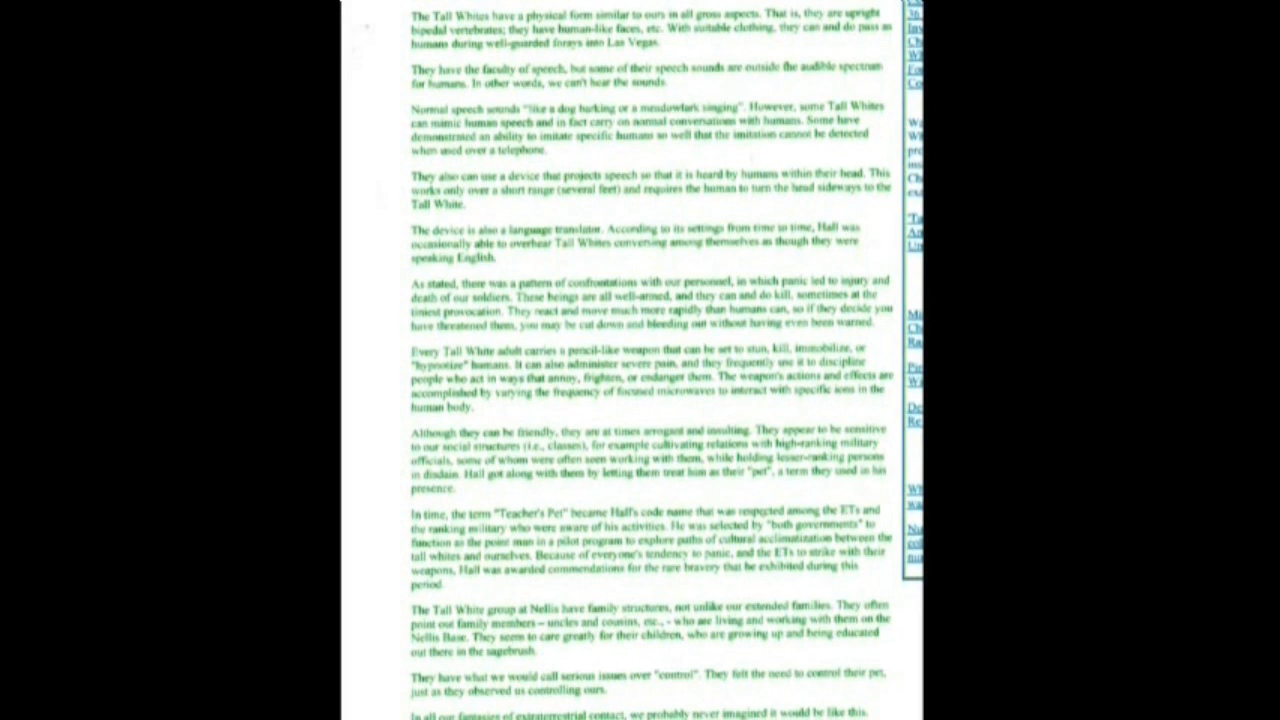 The Tall Whites have a physical form similar to ours in all gross aspects. That is, they are upright
bipedal vertebrates; they have human-like faces, etc. With suitable clothing, they can and do pass as
humans during well-guarded forays into Las Vegas.
They have the faculty of speech, but some of their speech sounds are outside the audible spectrum
for humans. In other words, we can't hear the sounds.
Normal speech sounds "like a dog barking or a meadowlark singing". However, some Tall Whites
can mimic human speech and in fact carry on normal conversations with humans. Some have
demonstrated an ability to imitate specific humans so well that the imitation cannot be detected
when used over a telephone.
They also can use a device that projects speech so that it is heard by humans within their head. This
works only over a short range (several feet) and requires the human to turn the head sideways to the
Tall White.
The device is also a language translator. According to its settings from time to time, Hall was
occasionally able to overhear Tall Whites conversing among themselves as though they were
speaking English.
As stated, there was a pattern of confrontations with our personnel, in which panic led to injury and
death of our soldiers. These beings are all well-armed, and they can and do kill, sometimes at the
tiniest provocation. They react and move much more rapidly than humans can, so if they decide you
have threatened them, you may be cut down and bleeding out without having even been warned.
Every Tall White adult carries a pencil-like weapon that can be set to stun, kill, immobilize, or
"hypnotize" humans. It can also administer severe pain, and they frequently use it to discipline
people who act in ways that annoy, frighten, or endanger them. The weapon's actions and effects are
accomplished by varying the frequency of focused microwaves to interact with specific ions in the
human body.
Although they can be friendly, they are at times arrogant and insulting. They appear to be sensitive
to our social structures (i.e., classes), for example cultivating relations with high-ranking military
officials, some of whom were often seen working with them, while holding lesser-ranking persons
in disdain. Hall got along with them by letting them treat him as their "pet", a term they used in his
presence.
In time, the term "Teacher's Pet" became Hall's code name that was respected among the ETs and
the ranking military who were aware of his activities. He was selected by "both governments" to
function as the point man in a pilot program to explore paths of cultural acclimatization between the
tall whites and ourselves. Because of everyone's tendency to panic, and the ETs to strike with their
weapons, Hall was awarded commendations for the rare bravery that he exhibited during this
period.
The Tall White group at Nellis have family structures, not unlike our extended families. They often
point out family members – uncles and cousins, etc., - who are living and working with them on the
Nellis Base. They seem to care greatly for their children, who are growing up and being educated
out there in the sagebrush.
They have what we would call serious issues over "control". They felt the need to control their pet,
just as they observed us controlling ours.
In all our fantasies of extraterrestrial contact, we probably never imagined it would be like this.